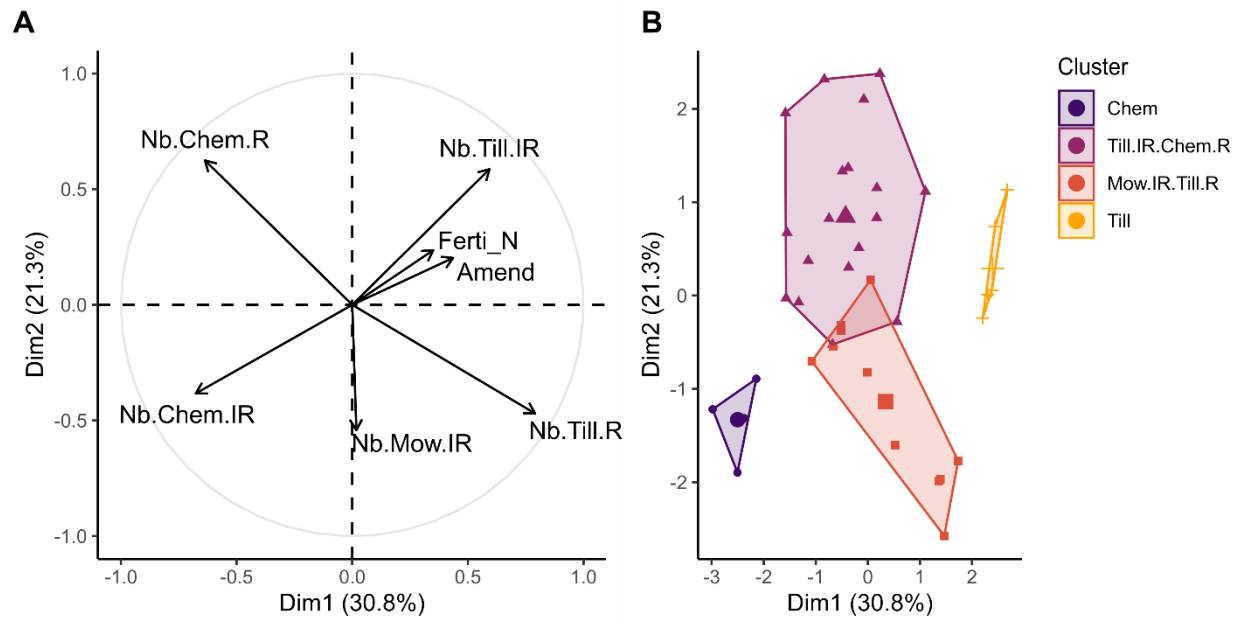 A
Dim2 (21.3%)
1.0
0.5
0.0
-0.5
-1.0
Nb.Chem.R
Nb.Till.IR
Ferti_N
Amend
Nb.Chem.IR
Nb.Mow.IR
Nb.Till.R
-1.0
-0.5
0.0
0.5
1.0
Dim1 (30.8%)
B
Dim2 (21.3%)
2
1
0
-1
-2
-3
-2
-1
0
1
2
Dim1 (30.8%)
Cluster
Chem
Till.IR.Chem.R
Mow.IR.Till.R
Till